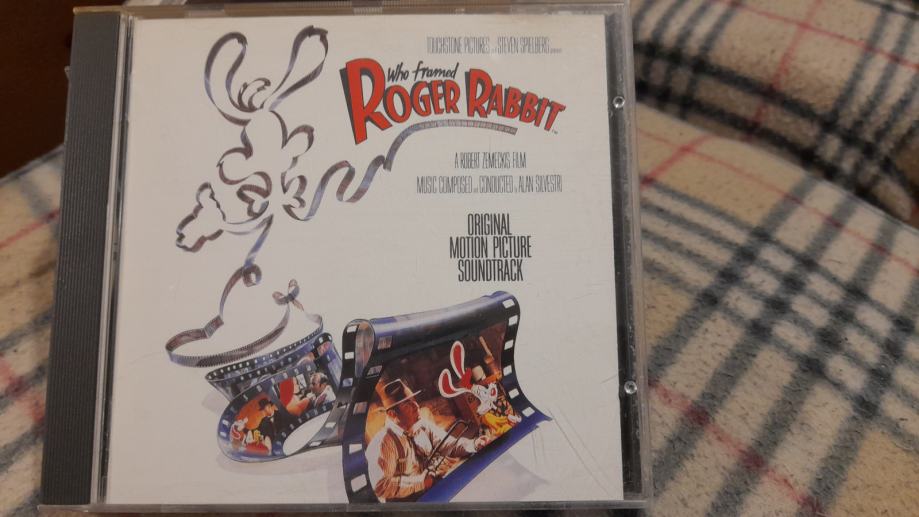 TOUCHSTONE PICTURES AND STEVEN SPIELBERG PRESENT
Who Framed
ROGER RABBIT™
A ROBERT ZEMECKIS FILM
MUSIC COMPOSED AND CONDUCTED BY ALAN SILVESTRI
ORIGINAL
MOTION PICTURE
SOUNDTRACK